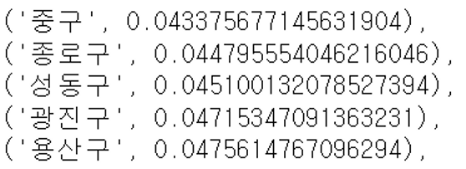 ('중구', 0.043375677145631904),
('종로구', 0.044795554046216046),
('성동구', 0.045100132078527394),
('광진구', 0.04715347091363231),
('용산구', 0.0475614767096294),